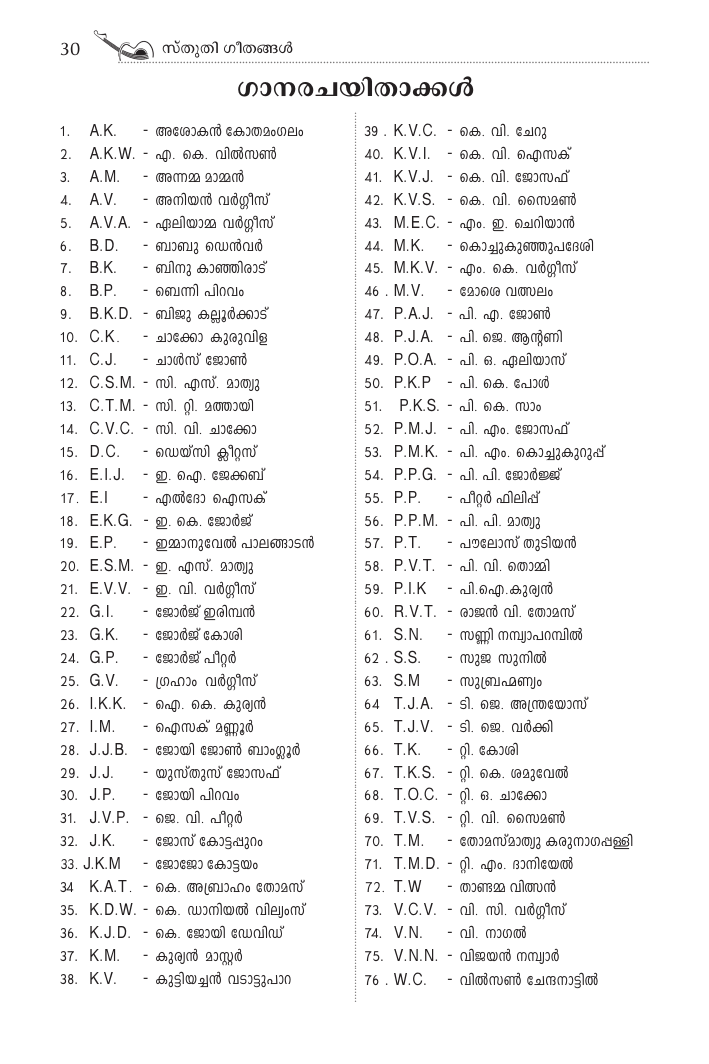 30 സ്തുതി ഗീതങ്ങൾ
ഗാനരചയിതാക്കൾ
1. A.K. - അശോകൻ കോതമംഗലം
2. A.K.W. - എ. കെ. വിൽസൺ
3. A.M. - അന്നമ്മ മാമ്മൻ
4. A.V. - അനിയൻ വർഗ്ഗീസ്
5. A.V.A. - ഏലിയാമ്മ വർഗ്ഗീസ്
6. B.D. - ബാബു ഡെൻവർ
7. B.K. - ബിനു കാഞ്ഞിരാട്
8. B.P. - ബെന്നി പിറവം
9. B.K.D. - ബിജു കല്ലൂർക്കാട്
10. C.K. - ചാക്കോ കുരുവിള
11. C.J. - ചാൾസ് ജോൺ
12. C.S.M. - സി. എസ്. മാത്യു
13. C.T.M. - സി. റ്റി. മത്തായി
14. C.V.C. - സി. വി. ചാക്കോ
15. D.C. - ഡെയ്സി ക്ലീറ്റസ്
16. E.I.J. - ഇ. ഐ. ജേക്കബ്
17. E.I - എൽദോ ഐസക്
18. E.K.G. - ഇ. കെ. ജോർജ്
19. E.P. - ഇമ്മാനുവേൽ പാലങ്ങാടൻ
20. E.S.M. - ഇ. എസ്. മാത്യു
21. E.V.V. - ഇ. വി. വർഗ്ഗീസ്
22. G.I. - ജോർജ് ഇരിമ്പൻ
23. G.K. - ജോർജ് കോശി
24. G.P. - ജോർജ് പീറ്റർ
25. G.V. - ഗ്രഹാം വർഗ്ഗീസ്
26. I.K.K. - ഐ. കെ. കുര്യൻ
27. I.M. - ഐസക് മണ്ണൂർ
28. J.J.B. - ജോയി ജോൺ ബാംഗ്ലൂർ
29. J.J. - യുസ്തുസ് ജോസഫ്
30. J.P. - ജോയി പിറവം
31. J.V.P. - ജെ. വി. പീറ്റർ
32. J.K. - ജോസ് കോട്ടപ്പുറം
33. J.K.M - ജോജോ കോട്ടയം
34 K.A.T. - കെ. അബ്രാഹം തോമസ്
35. K.D.W. - കെ. ഡാനിയൽ വില്യംസ്
36. K.J.D. - കെ. ജോയി ഡേവിഡ്
37. K.M. - കുര്യൻ മാസ്റ്റർ
38. K.V. - കുട്ടിയച്ചൻ വടാട്ടുപാറ
39 . K.V.C. - കെ. വി. ചേറു
40. K.V.I. - കെ. വി. ഐസക്
41. K.V.J. - കെ. വി. ജോസഫ്
42. K.V.S. - കെ. വി. സൈമൺ
43. M.E.C. - എം. ഇ. ചെറിയാൻ
44. M.K. - കൊച്ചുകുഞ്ഞുപദേശി
45. M.K.V. - എം. കെ. വർഗ്ഗീസ്
46 . M.V. - മോശെ വത്സലം
47. P.A.J. - പി. എ. ജോൺ
48. P.J.A. - പി. ജെ. ആന്റണി
49. P.O.A. - പി. ഒ. ഏലിയാസ്
50. P.K.P - പി. കെ. പോൾ
51. P.K.S. - പി. കെ. സാം
52. P.M.J. - പി. എം. ജോസഫ്
53. P.M.K. - പി. എം. കൊച്ചുകുറുപ്പ്
54. P.P.G. - പി. പി. ജോർജ്ജ്
55. P.P. - പീറ്റർ ഫിലിപ്പ്
56. P.P.M. - പി. പി. മാത്യു
57. P.T. - പൗലോസ് തുടിയൻ
58. P.V.T. - പി. വി. തൊമ്മി
59. P.I.K - പി.ഐ.കുര്യൻ
60. R.V.T. - രാജൻ വി. തോമസ്
61. S.N. - സണ്ണി നമ്പ്യാപറമ്പിൽ
62 . S.S. - സുജ സുനിൽ
63. S.M - സുബ്രഹ്മണ്യം
64 T.J.A. - ടി. ജെ. അന്ത്രയോസ്
65. T.J.V. - ടി. ജെ. വർക്കി
66. T.K. - റ്റി. കോശി
67. T.K.S. - റ്റി. കെ. ശമുവേൽ
68. T.O.C. - റ്റി. ഒ. ചാക്കോ
69. T.V.S. - റ്റി. വി. സൈമൺ
70. T.M. - തോമസ്മാത്യു കരുനാഗപ്പള്ളി
71. T.M.D. - റ്റി. എം. ദാനിയേൽ
72. T.W - താണ്ടമ്മ വിത്സൻ
73. V.C.V. - വി. സി. വർഗ്ഗീസ്
74. V.N. - വി. നാഗൽ
75. V.N.N. - വിജയൻ നമ്പ്യാർ
76 . W.C. - വിൽസൺ ചേന്ദനാട്ടിൽ